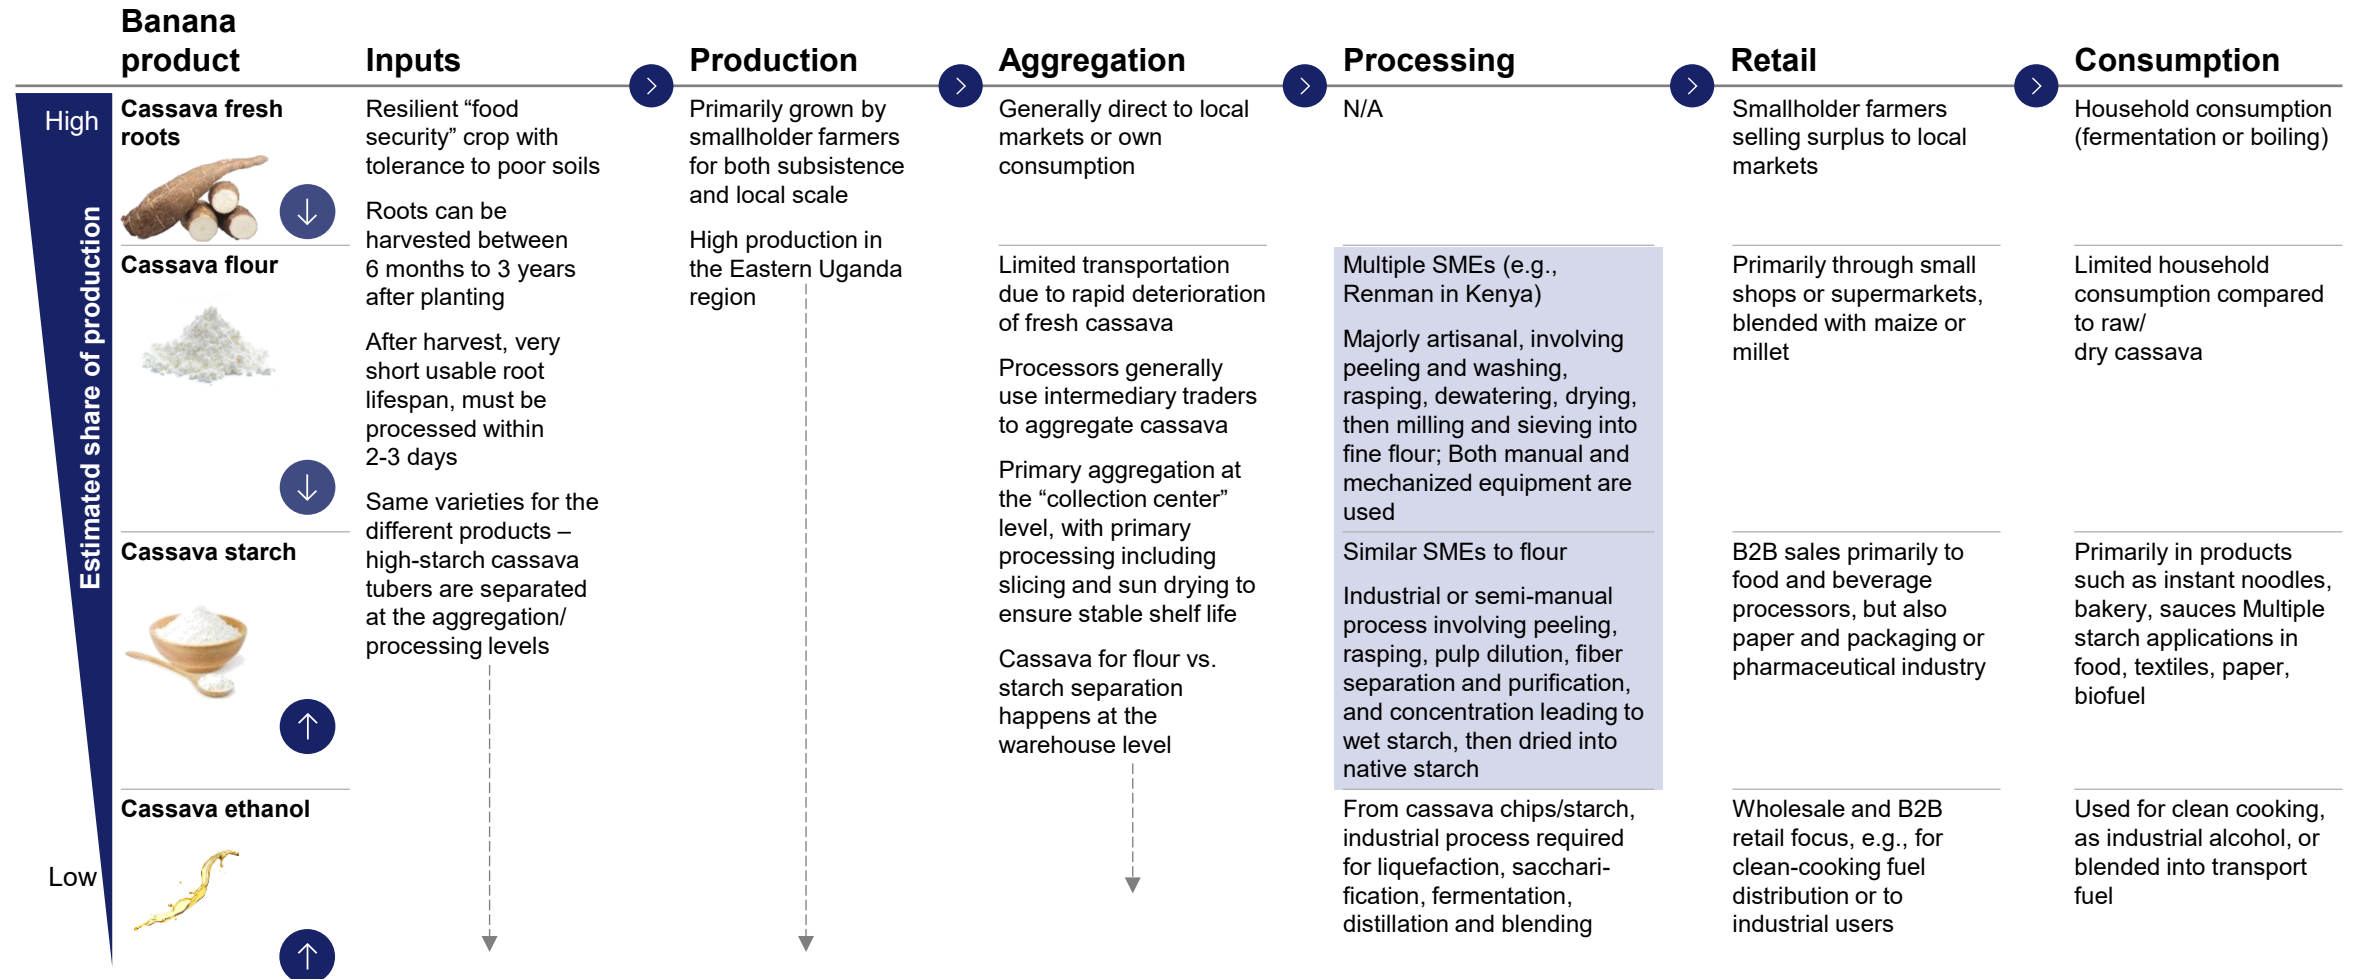 Banana
product
Inputs
Production
Aggregation
Processing
Retail
Consumption
High
Estimated share of production
Low
Cassava fresh
roots
Cassava flour
Cassava starch
Cassava ethanol
Resilient “food
security” crop with
tolerance to poor soils
Roots can be
harvested between
6 months to 3 years
after planting
After harvest, very
short usable root
lifespan, must be
processed within
2-3 days
Same varieties for the
different products –
high-starch cassava
tubers are separated
at the aggregation/
processing levels
Primarily grown by
smallholder farmers
for both subsistence
and local scale
High production in
the Eastern Uganda
region
Generally direct to local
markets or own
consumption
Limited transportation
due to rapid deterioration
of fresh cassava
Processors generally
use intermediary traders
to aggregate cassava
Primary aggregation at
the “collection center”
level, with primary
processing including
slicing and sun drying to
ensure stable shelf life
Cassava for flour vs.
starch separation
happens at the
warehouse level
N/A
Multiple SMEs (e.g.,
Renman in Kenya)
Majorly artisanal, involving
peeling and washing,
rasping, dewatering, drying,
then milling and sieving into
fine flour; Both manual and
mechanized equipment are
used
Similar SMEs to flour
Industrial or semi-manual
process involving peeling,
rasping, pulp dilution, fiber
separation and purification,
and concentration leading to
wet starch, then dried into
native starch
From cassava chips/starch,
industrial process required
for liquefaction, sacchari-
fication, fermentation,
distillation and blending
Smallholder farmers
selling surplus to local
markets
Primarily through small
shops or supermarkets,
blended with maize or
millet
B2B sales primarily to
food and beverage
processors, but also
paper and packaging or
pharmaceutical industry
Wholesale and B2B
retail focus, e.g., for
clean-cooking fuel
distribution or to
industrial users
Household consumption
(fermentation or boiling)
Limited household
consumption compared
to raw/
dry cassava
Primarily in products
such as instant noodles,
bakery, sauces Multiple
starch applications in
food, textiles, paper,
biofuel
Used for clean cooking,
as industrial alcohol, or
blended into transport
fuel